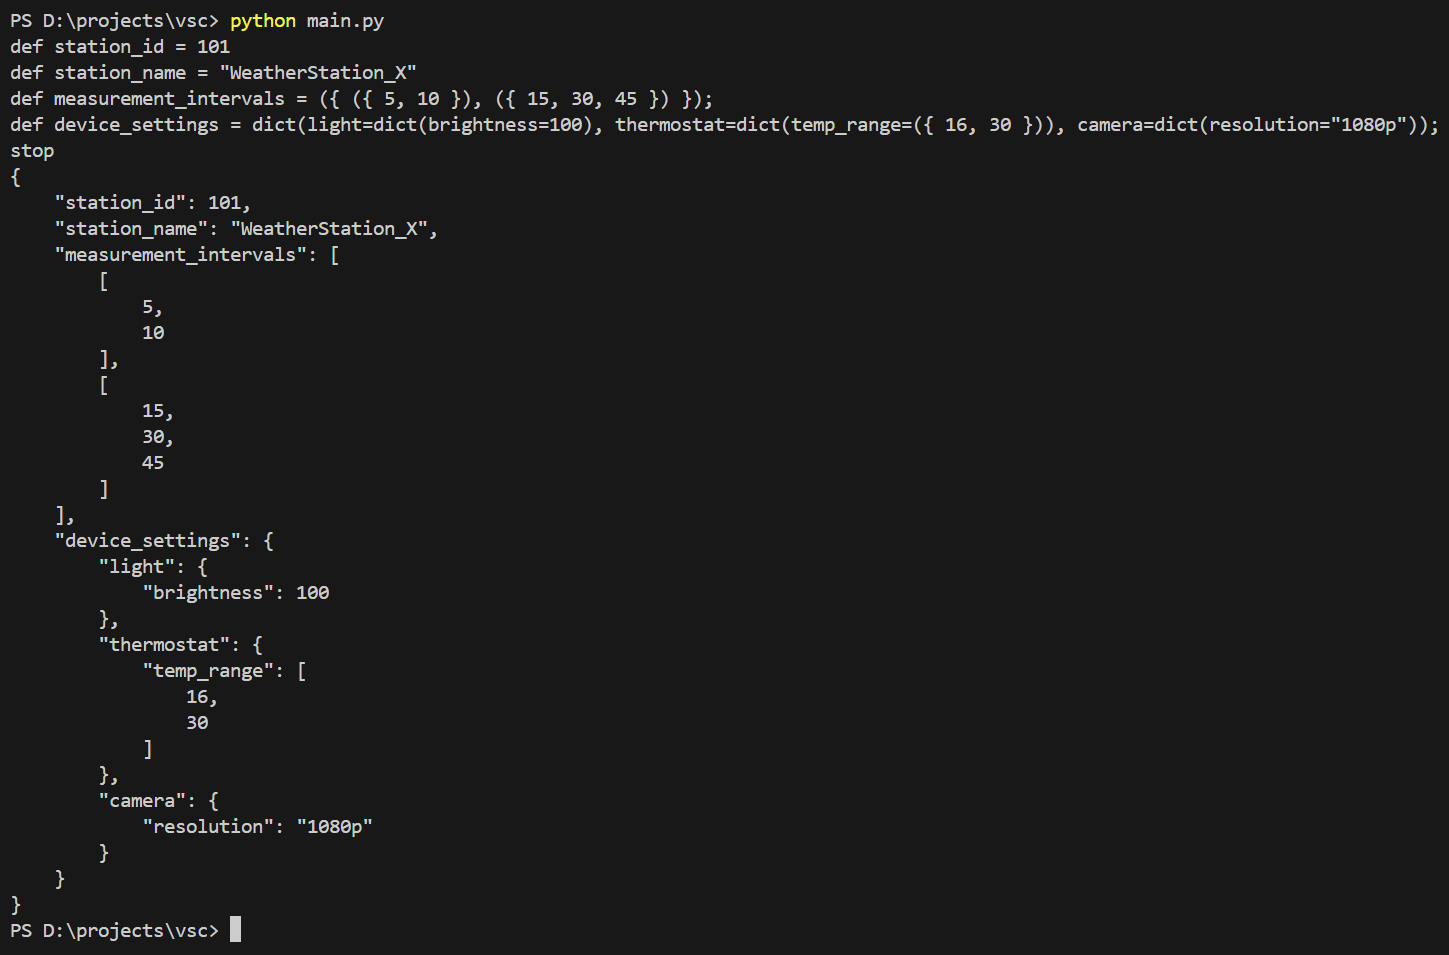 PS D:\projects\vsc> python main.py
def station_id = 101
def station_name = "WeatherStation_X"
def measurement_intervals = ({ ({ 5, 10 }), ({ 15, 30, 45 }) });
def device_settings = dict(light=dict(brightness=100), thermostat=dict(temp_range=({ 16, 30 })), camera=dict(resolution="1080p"));
stop
{
    "station_id": 101,
    "station_name": "WeatherStation_X",
    "measurement_intervals": [
        [
            5,
            10
        ],
        [
            15,
            30,
            45
        ]
    ],
    "device_settings": {
        "light": {
            "brightness": 100
        },
        "thermostat": {
            "temp_range": [
                16,
                30
            ]
        },
        "camera": {
            "resolution": "1080p"
        }
    }
}
PS D:\projects\vsc>